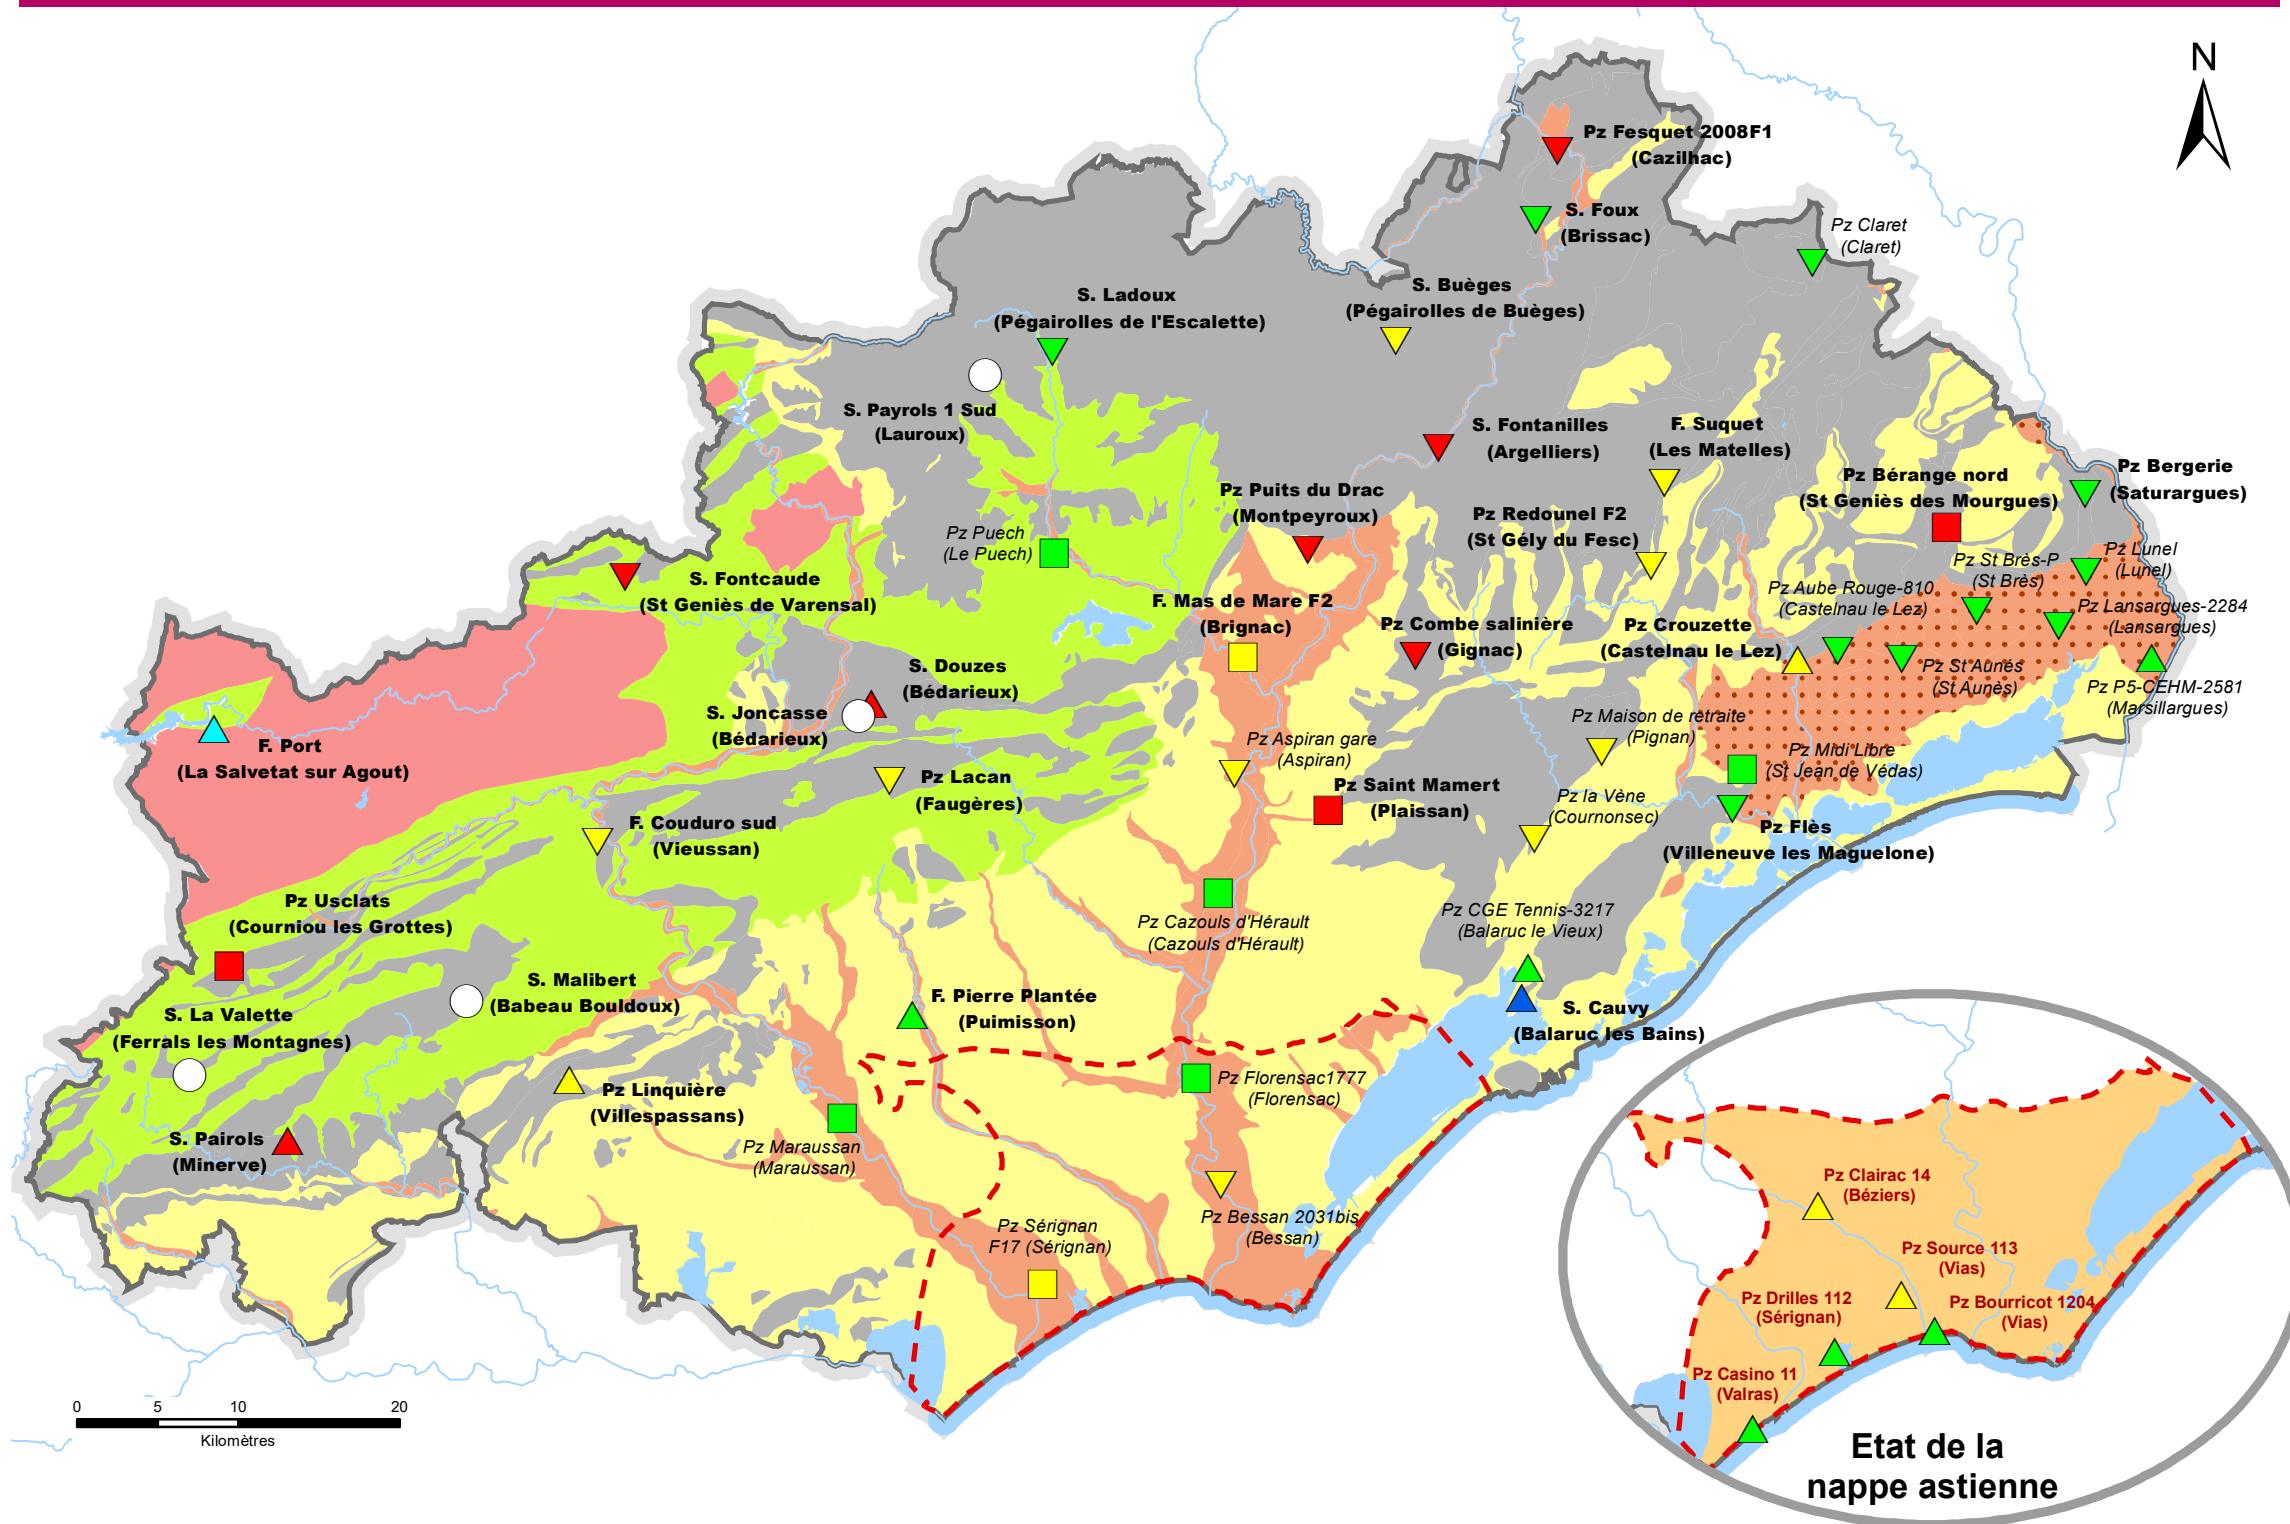 N
Pz Fesquet 2008F1
(Cazilhac)
S. Foux
(Brissac)
Pz Claret
(Claret)
S. Ladoux
(Pégairolles de l'Escalette)
S. Buèges
(Pégairolles de Buèges)
S. Payrols 1 Sud
(Lauroux)
S. Fontanilles
(Argelliers)
F. Suquet
(Les Matelles)
Pz Bérange nord
(St Geniès des Mourgues)
Pz Bergerie
(Saturargues)
Pz Puits du Drac
(Montpeyroux)
Pz Redounel F2
(St Gély du Fesc)
Pz Puech
(Le Puech)
Pz St Brès-P
(St Brès)
Pz Lunel
(Lunel)
S. Fontcaude
(St Geniès de Varensal)
F. Mas de Mare F2
(Brignac)
Pz Aube Rouge-810
(Castelnau le Lez)
Pz Lansargues-2284
(Lansargues)
Pz Combe salinière
(Gignac)
Pz Crouzette
(Castelnau le Lez)
S. Douzes
(Bédarieux)
Pz St Aunés
(St Aunès)
Pz P5-CEHM-2581
(Marsillargues)
S. Joncasse
(Bédarieux)
Pz Maison de retraite
(Pignan)
F. Port
(La Salvetat sur Agout)
Pz Aspiran gare
(Aspiran)
Pz Midi Libre
(St Jean de Védas)
Pz Lacan
(Faugères)
Pz Saint Mamert
(Plaissan)
Pz la Vène
(Cournonsec)
F. Couduro sud
(Vieussan)
Pz Flès
(Villeneuve les Maguelone)
Pz Usclats
(Courniou les Grottes)
Pz Cazouls d'Hérault
(Cazouls d'Hérault)
Pz CGE Tennis-3217
(Balaruc le Vieux)
S. Malibert
(Babeau Bouldoux)
F. Pierre Plantée
(Puimisson)
S. La Valette
(Ferrals les Montagnes)
S. Cauvy
(Balaruc les Bains)
Pz Linquière
(Villespassans)
Pz Florensac1777
(Florensac)
S. Pairols
(Minerve)
Pz Maraussan
(Maraussan)
Pz Sérignan
F17 (Sérignan)
Pz Bessan 2031bis
(Bessan)
Pz Clairac 14
(Béziers)
Pz Source 113
(Vias)
Pz Drilles 112
(Sérignan)
Pz Bourricot 1204
(Vias)
Pz Casino 11
(Valras)
0 5 10 20
Kilomètres
Etat de la
nappe astienne